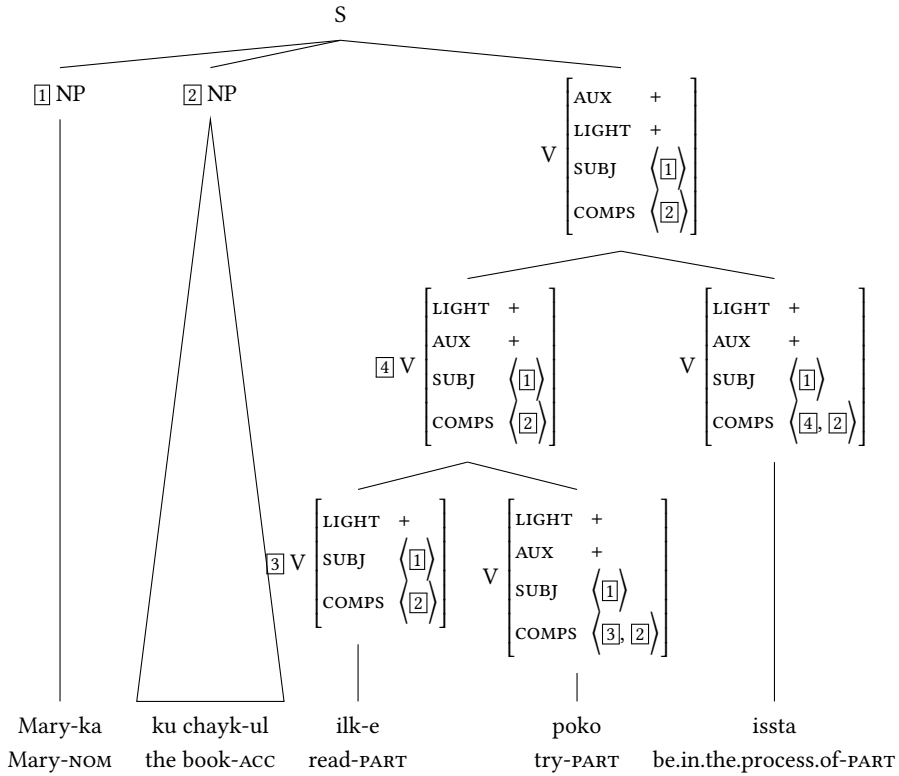 S
1 NP 2 NP
V
AUX +
LIGHT +
SUBJ ⟨1⟩
COMPS ⟨2⟩
4 V
LIGHT +
AUX +
SUBJ ⟨1⟩
COMPS ⟨2⟩
V
LIGHT +
AUX +
SUBJ ⟨1⟩
COMPS ⟨4, 2⟩
3 V
LIGHT +
SUBJ ⟨1⟩
COMPS ⟨2⟩
V
LIGHT +
AUX +
SUBJ ⟨1⟩
COMPS ⟨3, 2⟩
Mary-ka ku chayk-ul ilk-e poko issta
Mary-NOM the book-ACC read-PART try-PART be.in.the.process.of-PART